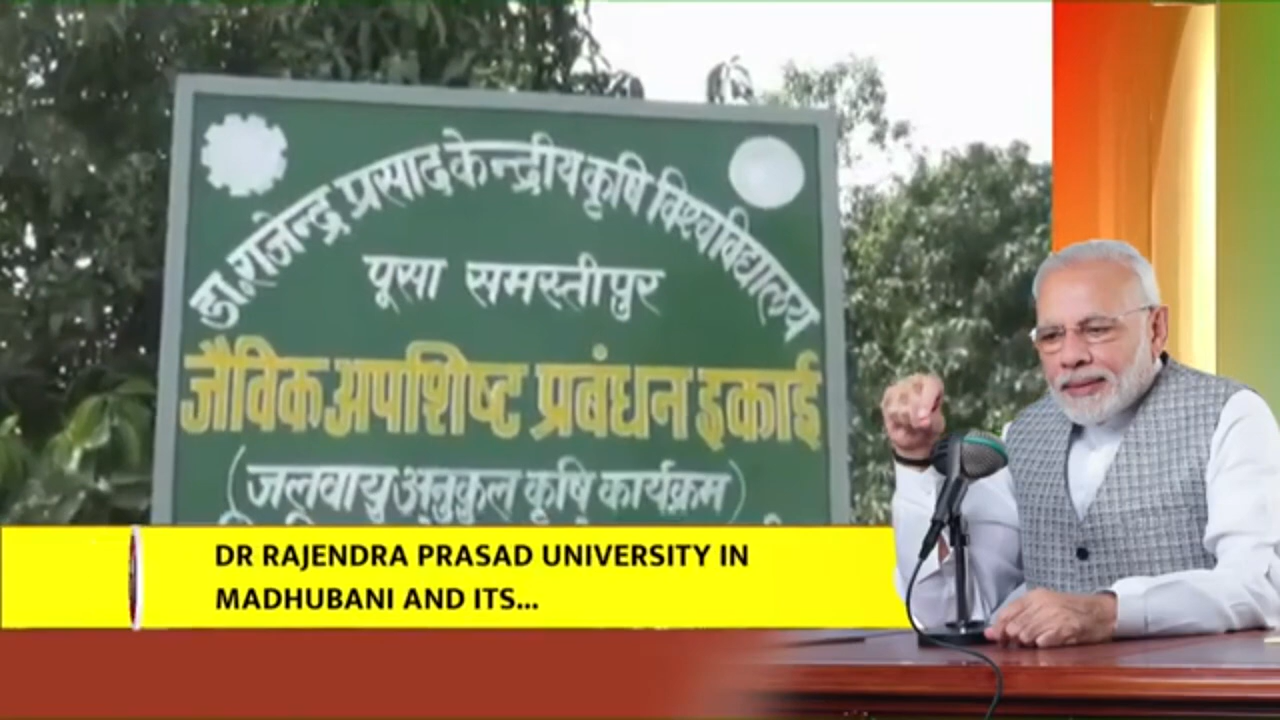 डा. राजेन्द्र प्रसाद केन्द्रीय कृषि विश्वविद्यालय
पूसा समस्तीपुर
जैविक अपशिष्ट प्रबंधन इकाई
(जलवायु अनुकुल कृषि कार्यक्रम)
DR RAJENDRA PRASAD UNIVERSITY IN
MADHUBANI AND ITS...